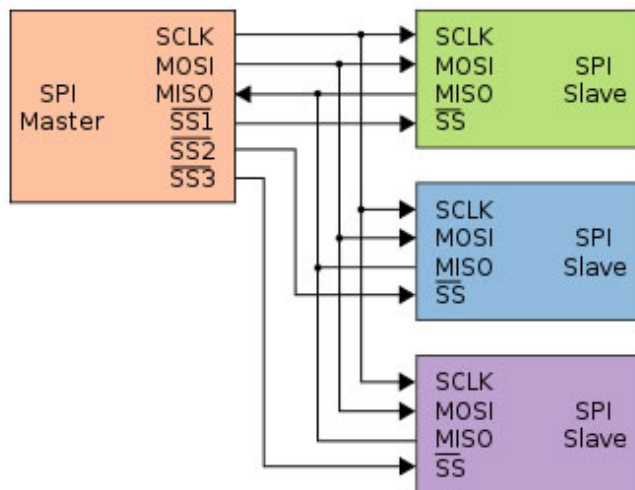 SPI
Master
SCLK
MOSI
MISO
SS1
SS2
SS3
SCLK
MOSI
MISO
SS
SPI
Slave
SCLK
MOSI
MISO
SS
SPI
Slave
SCLK
MOSI
MISO
SS
SPI
Slave